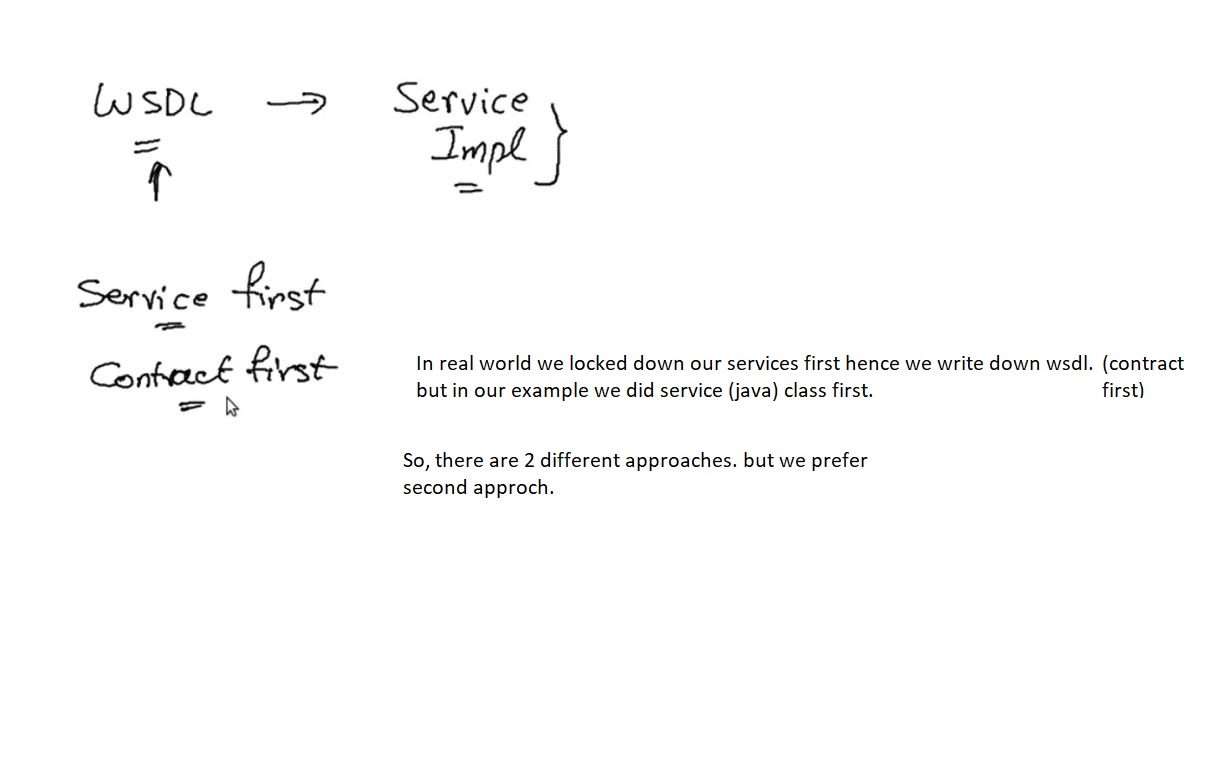 WSDL → Service
Impl }
Service first
Contract first
In real world we locked down our services first hence we write down wsdl. (contract
but in our example we did service (java) class first. first)
So, there are 2 different approaches. but we prefer
second approch.